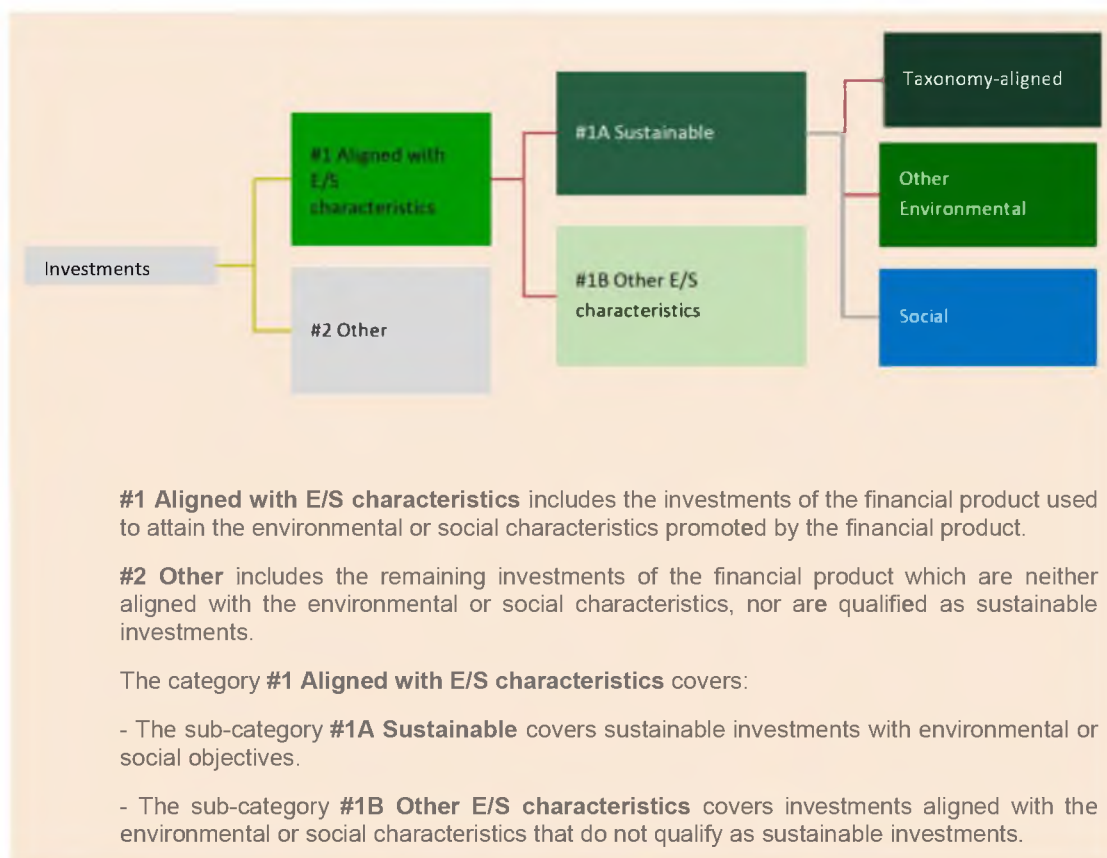 Investments
#1 Aligned with
E/S
characteristics
#2 Other
#1A Sustainable
#1B Other E/S
characteristics
Taxonomy-aligned
Other
Environmental
Social
#1 Aligned with E/S characteristics includes the investments of the financial product used
to attain the environmental or social characteristics promoted by the financial product.
#2 Other includes the remaining investments of the financial product which are neither
aligned with the environmental or social characteristics, nor are qualified as sustainable
investments.
The category #1 Aligned with E/S characteristics covers:
- The sub-category #1A Sustainable covers sustainable investments with environmental or
social objectives.
- The sub-category #1B Other E/S characteristics covers investments aligned with the
environmental or social characteristics that do not qualify as sustainable investments.